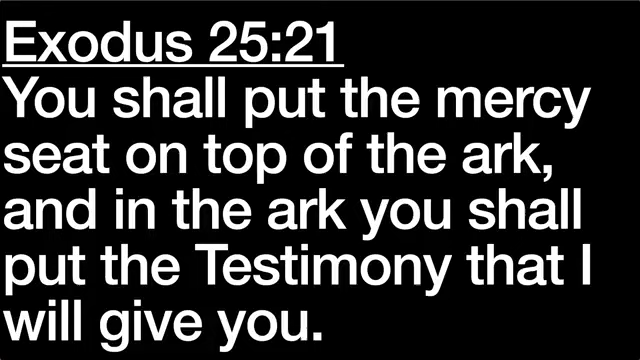 Exodus 25:21
You shall put the mercy
seat on top of the ark,
and in the ark you shall
put the Testimony that I
will give you.